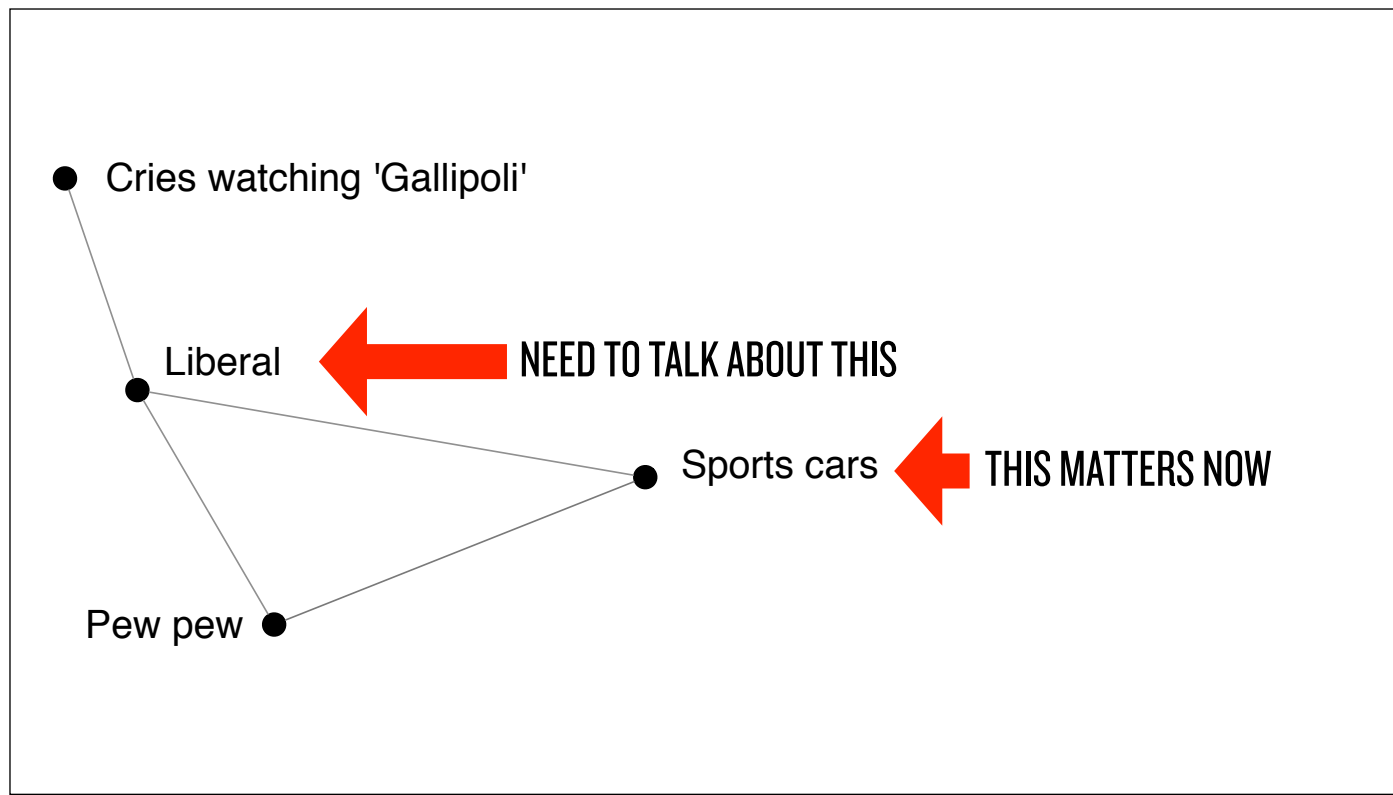 Cries watching 'Gallipoli'
Liberal
NEED TO TALK ABOUT THIS
Sports cars
THIS MATTERS NOW
Pew pew